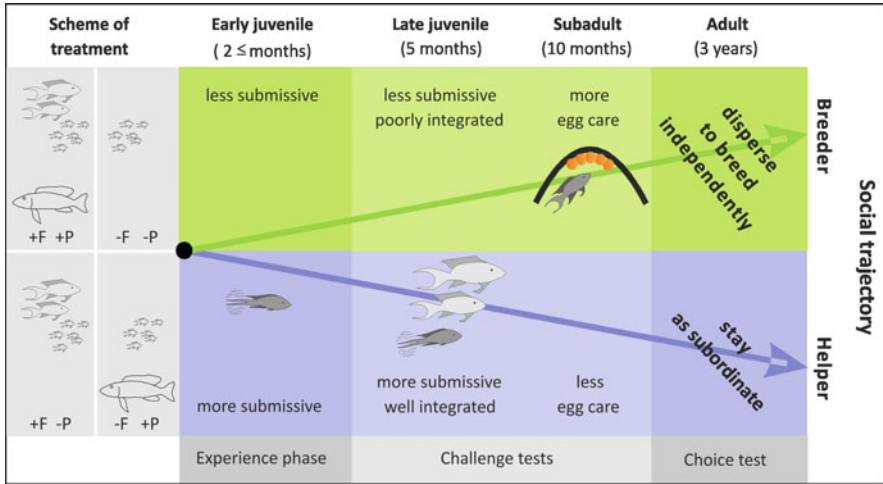 Scheme of
treatment
Early juvenile
( 2 ≤ months)
Late juvenile
(5 months)
Subadult
(10 months)
Adult
(3 years)
less submissive
less submissive
poorly integrated
more
egg care
disperse
to breed
independently
Breeder
+F +P
-F -P
Social trajectory
more submissive
more submissive
well integrated
less
egg care
stay
as subordinate
Helper
+F -P
-F +P
Experience phase
Challenge tests
Choice test